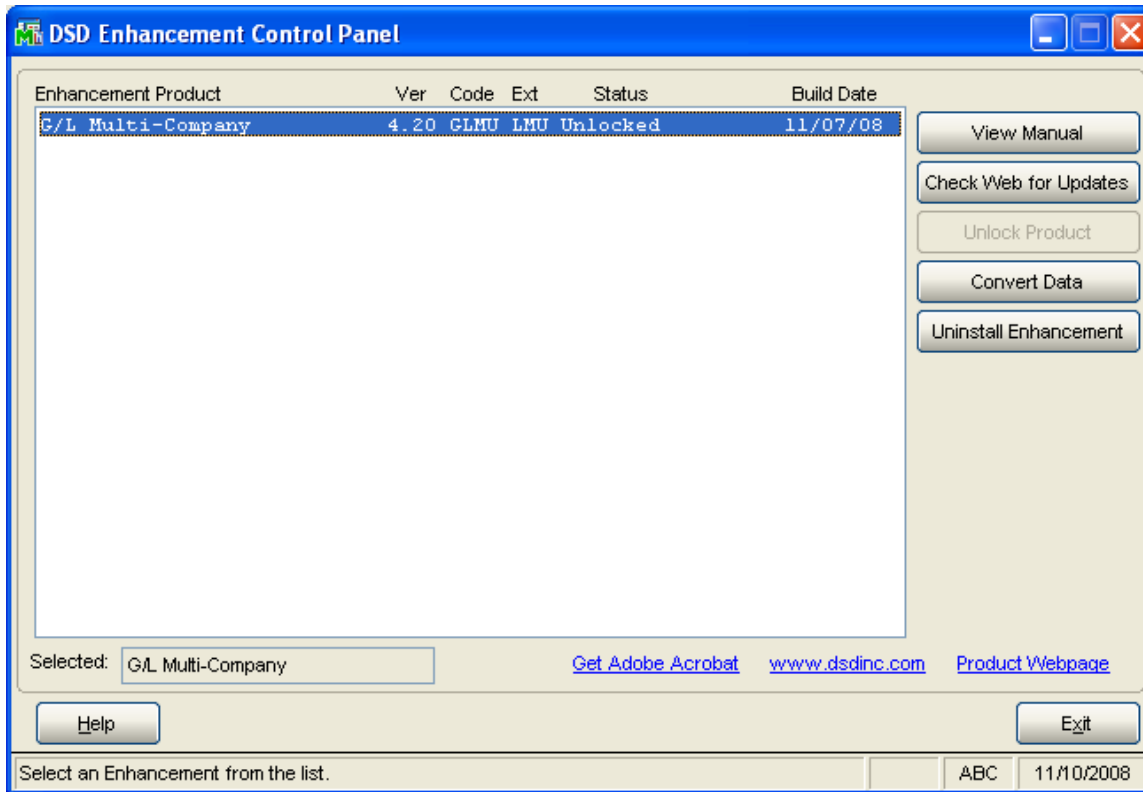 DSD Enhancement Control Panel
Enhancement Product Ver Code Ext Status Build Date
G/L Multi-Company 4.20 GLMU LMU Unlocked 11/07/08
View Manual
Check Web for Updates
Unlock Product
Convert Data
Uninstall Enhancement
Selected: G/L Multi-Company Get Adobe Acrobat www.dsdinc.com Product Webpage
Help Exit
Select an Enhancement from the list. ABC 11/10/2008